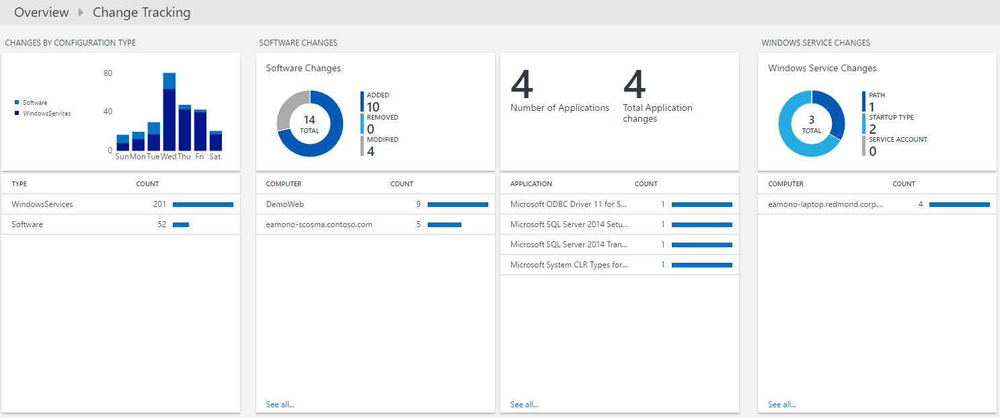 Overview Change Tracking
CHANGES BY CONFIGURATION TYPE
80
40
0
Software
WindowsServices
Sun Mon Tue Wed Thu Fri Sat
TYPE COUNT
WindowsServices 201
Software 52
SOFTWARE CHANGES
Software Changes
14
TOTAL
ADDED
10
REMOVED
0
MODIFIED
4
COMPUTER COUNT
DemoWeb 9
eamono-scosma.contoso.com 5
See all...
4
Number of Applications
4
Total Application
changes
APPLICATION COUNT
Microsoft ODBC Driver 11 for S... 1
Microsoft SQL Server 2014 Setu... 1
Microsoft SQL Server 2014 Tran... 1
Microsoft System CLR Types for... 1
See all...
WINDOWS SERVICE CHANGES
Windows Service Changes
3
TOTAL
PATH
1
STARTUP TYPE
2
SERVICE ACCOUNT
0
COMPUTER COUNT
eamono-laptop.redmond.corp.... 4
See all...